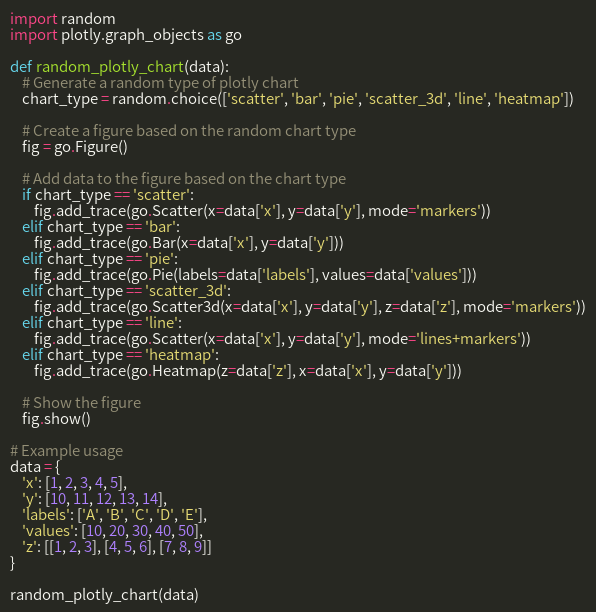 import random
import plotly.graph_objects as go

def random_plotly_chart(data):
    # Generate a random type of plotly chart
    chart_type = random.choice(['scatter', 'bar', 'pie', 'scatter_3d', 'line', 'heatmap'])

    # Create a figure based on the random chart type
    fig = go.Figure()

    # Add data to the figure based on the chart type
    if chart_type == 'scatter':
        fig.add_trace(go.Scatter(x=data['x'], y=data['y'], mode='markers'))
    elif chart_type == 'bar':
        fig.add_trace(go.Bar(x=data['x'], y=data['y']))
    elif chart_type == 'pie':
        fig.add_trace(go.Pie(labels=data['labels'], values=data['values']))
    elif chart_type == 'scatter_3d':
        fig.add_trace(go.Scatter3d(x=data['x'], y=data['y'], z=data['z'], mode='markers'))
    elif chart_type == 'line':
        fig.add_trace(go.Scatter(x=data['x'], y=data['y'], mode='lines+markers'))
    elif chart_type == 'heatmap':
        fig.add_trace(go.Heatmap(z=data['z'], x=data['x'], y=data['y']))

    # Show the figure
    fig.show()

# Example usage
data = {
    'x': [1, 2, 3, 4, 5],
    'y': [10, 11, 12, 13, 14],
    'labels': ['A', 'B', 'C', 'D', 'E'],
    'values': [10, 20, 30, 40, 50],
    'z': [[1, 2, 3], [4, 5, 6], [7, 8, 9]]
}

random_plotly_chart(data)